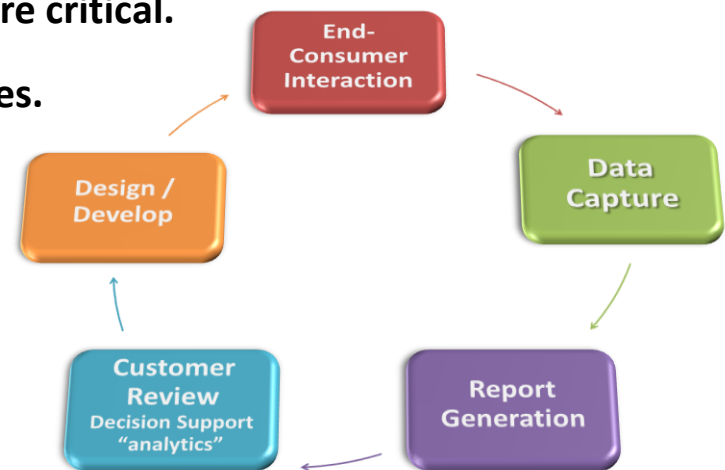 re critical.
es.
End-
Consumer
Interaction
Data
Capture
Report
Generation
Customer
Review
Decision Support
“analytics”
Design /
Develop